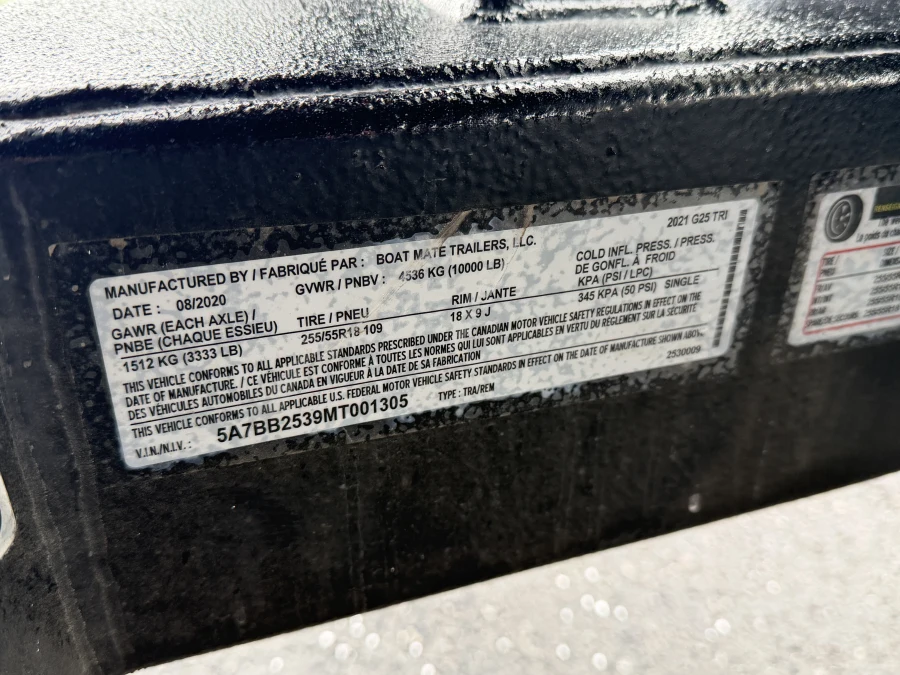 MANUFACTURED BY / FABRIQUÉ PAR : BOAT MATE TRAILERS, LLC. 2021 G25 TRI
DATE : 08/2020 GVWR / PNBV : 4536 KG (10000 LB) COLD INFL. PRESS. / PRESS.
DE GONFL. À FROID
GAWR (EACH AXLE) / TIRE / PNEU RIM / JANTE KPA (PSI / LPC)
PNBE (CHAQUE ESSIEU) 255/55R18 109 18 X 9 J 345 KPA (50 PSI) SINGLE
1512 KG (3333 LB)
THIS VEHICLE CONFORMS TO ALL APPLICABLE STANDARDS PRESCRIBED UNDER THE CANADIAN MOTOR VEHICLE SAFETY REGULATIONS IN EFFECT ON THE
DATE OF MANUFACTURE. / CE VÉHICULE EST CONFORME À TOUTES LES NORMES QUI LUI SONT APPLICABLES EN VERTU DU RÈGLEMENT SUR LA SÉCURITÉ
DES VÉHICULES AUTOMOBILES DU CANADA EN VIGUEUR À LA DATE DE SA FABRICATION
THIS VEHICLE CONFORMS TO ALL APPLICABLE U.S. FEDERAL MOTOR VEHICLE SAFETY STANDARDS IN EFFECT ON THE DATE OF MANUFACTURE SHOWN ABOVE.
V.I.N./N.I.V. : 5A7BB2539MT001305 TYPE : TRA/REM 2530009